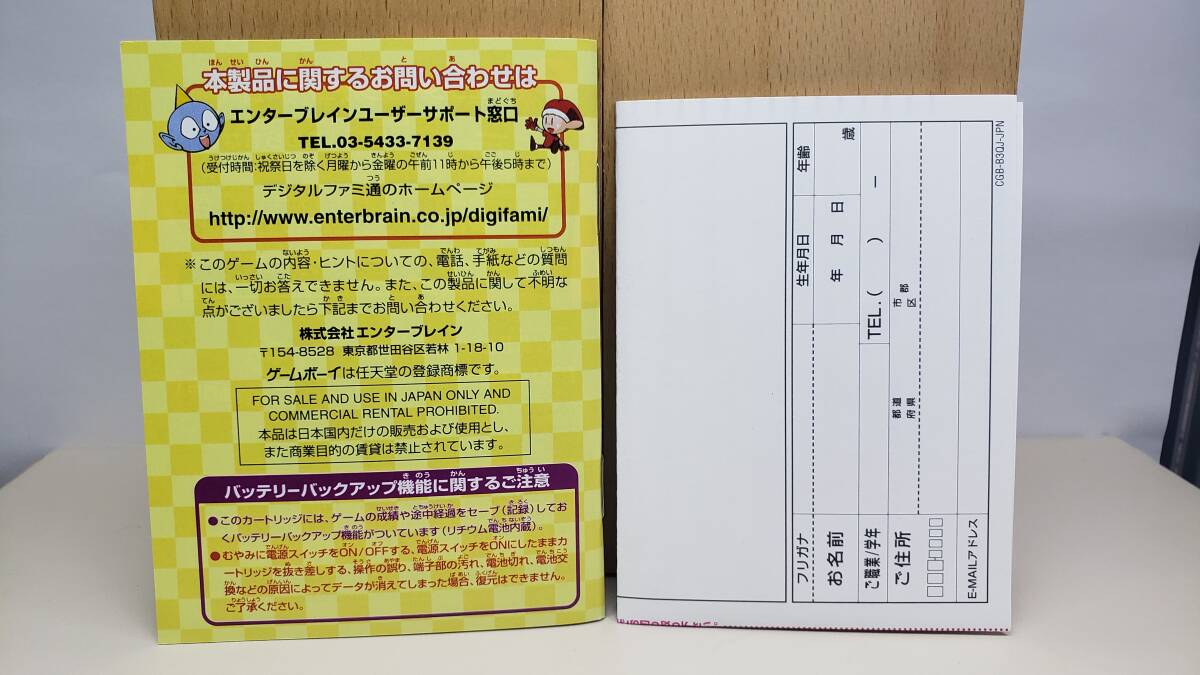 本製品に関するお問い合わせは
エンターブレインユーザーサポート窓口
TEL.03-5433-7139
(受付時間:祝祭日を除く月曜から金曜の午前11時から午後5時まで)
デジタルファミ通のホームページ
http://www.enterbrain.co.jp/digifami/
※このゲームの内容・ヒントについての、電話、手紙などの質問
には、一切お答えできません。また、この製品に関して不明な
点がございましたら下記までお問い合わせください。
株式会社エンターブレイン
〒154-8528 東京都世田谷区若林 1-18-10
ゲームボーイは任天堂の登録商標です。
FOR SALE AND USE IN JAPAN ONLY AND
COMMERCIAL RENTAL PROHIBITED.
本品は日本国内だけの販売および使用とし、
また商業目的の賃貸は禁止されています。
バッテリーバックアップ機能に関するご注意
●このカートリッジには、ゲームの成績や途中経過をセーブ(記録)してお
くバッテリーバックアップ機能がついています(リチウム電池内蔵)。
●むやみに電源スイッチをON/OFFする、電源スイッチをONにしたままカ
ートリッジを抜き差しする、操作の誤り、端子部の汚れ、電池切れ、電池交
換などの原因によってデータが消えてしまった場合、復元はできません。
ご了承ください。
フリガナ
生年月日
年齢
お名前
年 月 日
歳
ご職業/学年
TEL.( ) −
ご住所
都道
府県
市郡
区
E-MAILアドレス
CGB-B3QJ-JPN